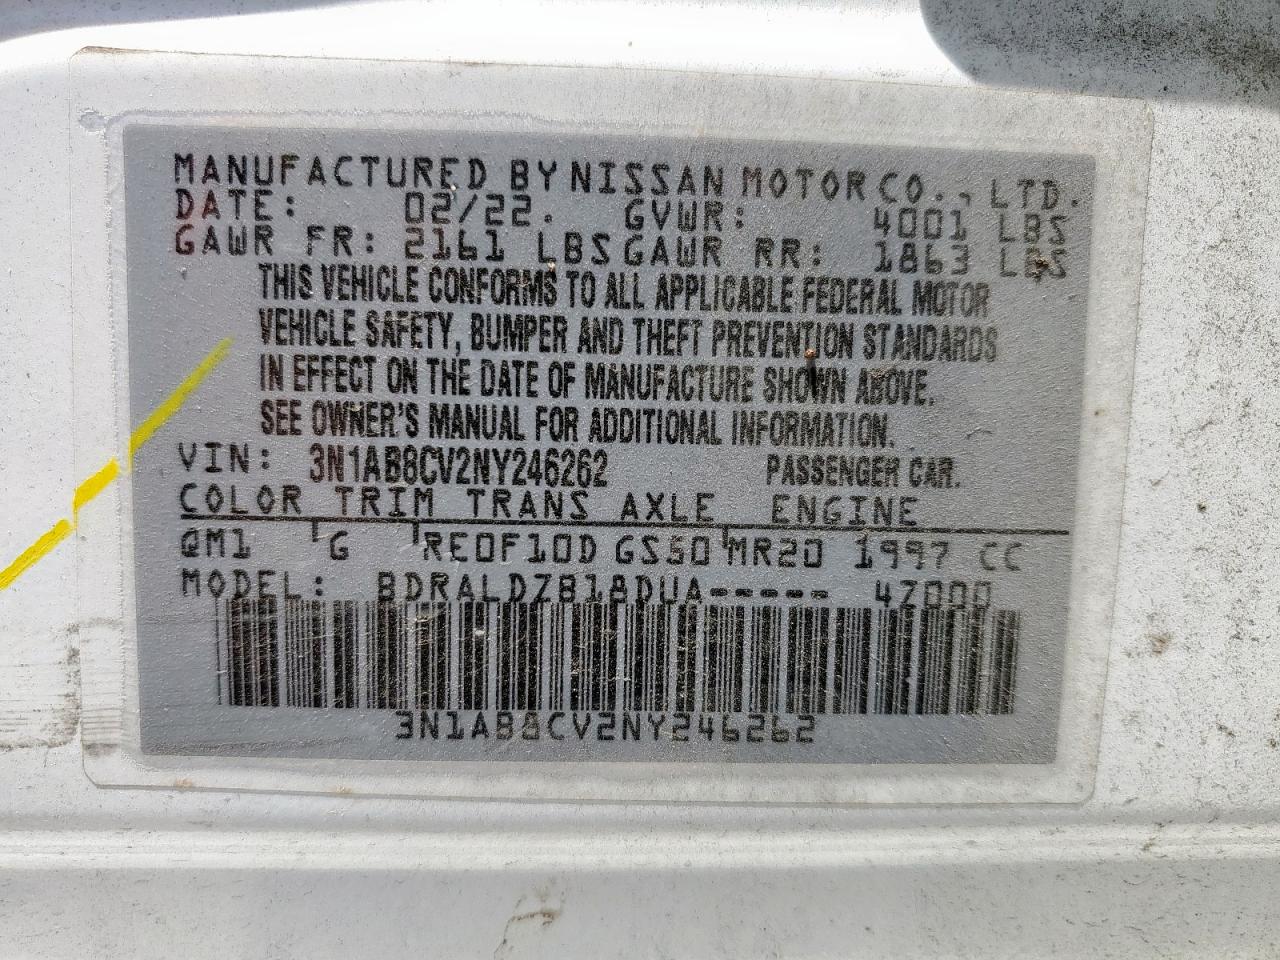 MANUFACTURED BY NISSAN MOTOR CO., LTD.
DATE: 02/22. GVWR: 4001 LBS
GAWR FR: 2161 LBS GAWR RR: 1863 LBS
THIS VEHICLE CONFORMS TO ALL APPLICABLE FEDERAL MOTOR
VEHICLE SAFETY, BUMPER AND THEFT PREVENTION STANDARDS
IN EFFECT ON THE DATE OF MANUFACTURE SHOWN ABOVE.
SEE OWNER'S MANUAL FOR ADDITIONAL INFORMATION.
VIN: 3N1AB8CV2NY246262 PASSENGER CAR.
COLOR TRIM TRANS AXLE ENGINE
QM1 G RE0F10D GS50 MR20 1997 CC
MODEL: BDRALDZB18DUA----- 47000
3N1AB8CV2NY246262